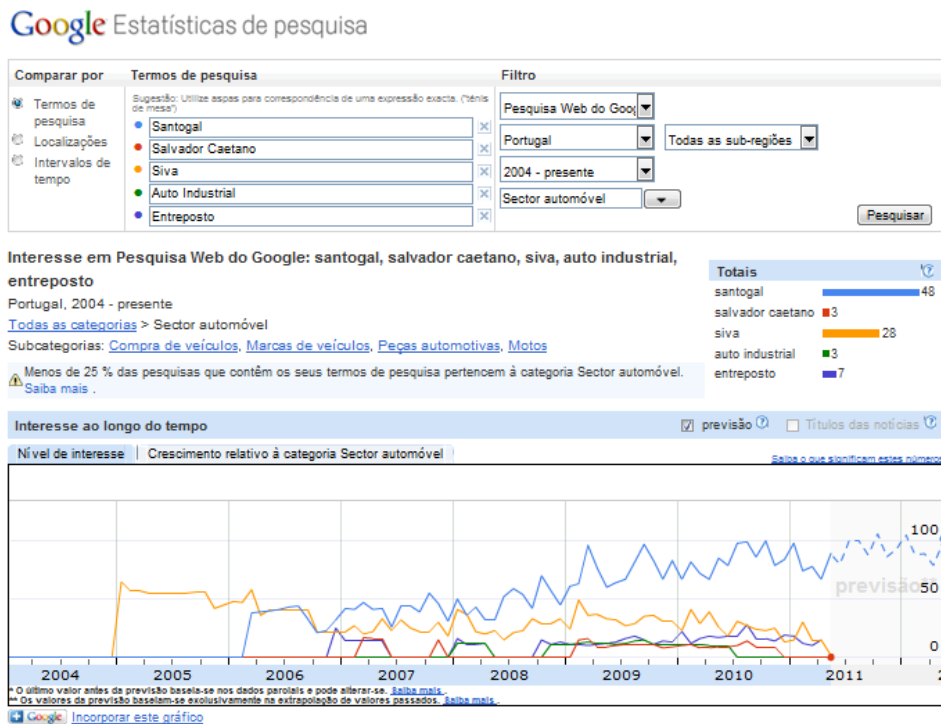 Google Estatísticas de pesquisa
Comparar por
Termos de pesquisa
Filtro
Termos de
pesquisa
Localizações
Intervalos de
tempo
Sugestão: Utilize aspas para correspondência de uma expressão exacta. ("ténis
de mesa")
Santogal
Salvador Caetano
Siva
Auto Industrial
Entreposto
Pesquisa Web do Goog
Portugal
Todas as sub-regiões
2004 - presente
Sector automóvel
Pesquisar
Interesse em Pesquisa Web do Google: santogal, salvador caetano, siva, auto industrial,
entreposto
Portugal, 2004 - presente
Todas as categorias > Sector automóvel
Subcategorias: Compra de veículos, Marcas de veículos, Peças automotivas, Motos
Menos de 25 % das pesquisas que contêm os seus termos de pesquisa pertencem à categoria Sector automóvel.
Saiba mais .
Totais
santogal 48
salvador caetano 3
siva 28
auto industrial 3
entreposto 7
Interesse ao longo do tempo
previsão
Títulos das notícias
Nível de interesse
Crescimento relativo à categoria Sector automóvel
Saiba o que significam estes números
100
previsão
50
0
2004 2005 2006 2007 2008 2009 2010 2011 2
* O último valor antes da previsão baseia-se nos dados parciais e pode alterar-se. Saiba mais .
** Os valores da previsão baseiam-se exclusivamente na extrapolação de valores passados. Saiba mais .
Google Incorporar este gráfico